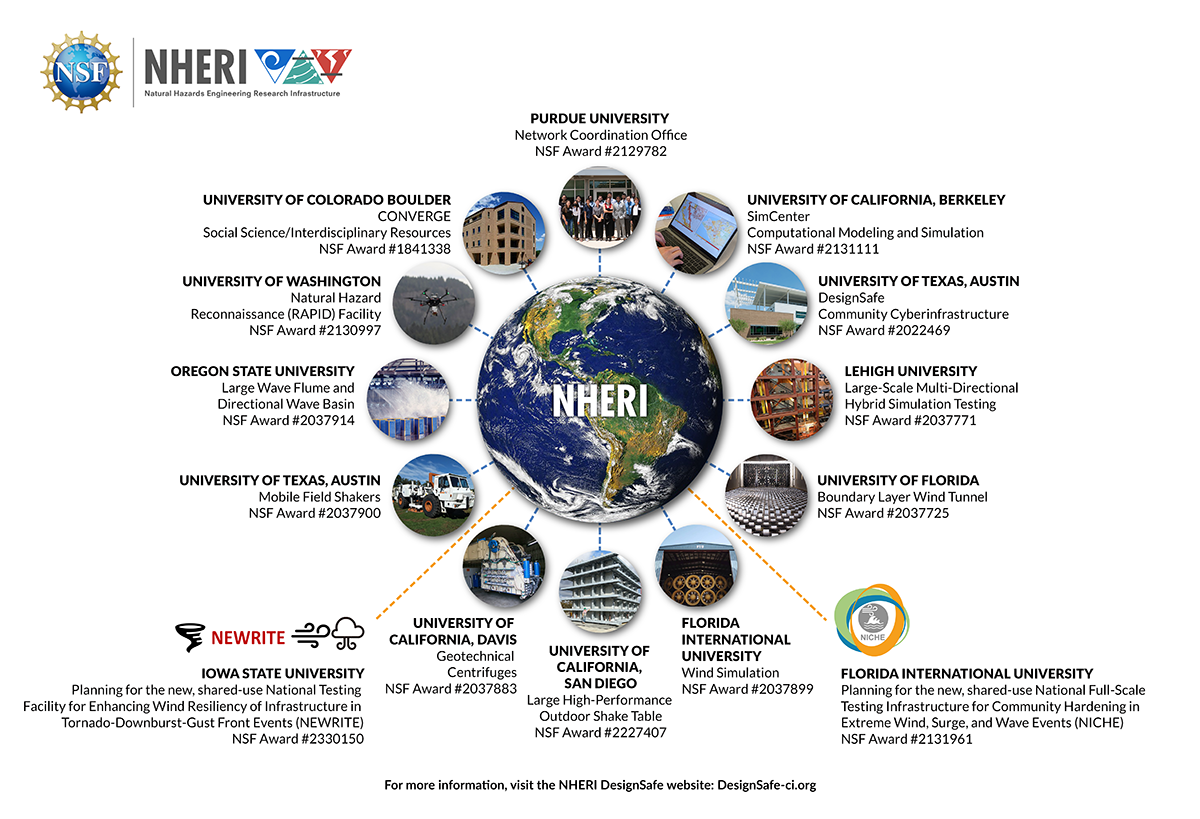 NSF
NHERI
Natural Hazards Engineering Research Infrastructure
PURDUE UNIVERSITY
Network Coordination Office
NSF Award #2129782
UNIVERSITY OF COLORADO BOULDER
CONVERGE
Social Science/Interdisciplinary Resources
NSF Award #1841338
UNIVERSITY OF CALIFORNIA, BERKELEY
SimCenter
Computational Modeling and Simulation
NSF Award #2131111
UNIVERSITY OF WASHINGTON
Natural Hazard
Reconnaissance (RAPID) Facility
NSF Award #2130997
UNIVERSITY OF TEXAS, AUSTIN
DesignSafe
Community Cyberinfrastructure
NSF Award #2022469
OREGON STATE UNIVERSITY
Large Wave Flume and
Directional Wave Basin
NSF Award #2037914
NHERI
LEHIGH UNIVERSITY
Large-Scale Multi-Directional
Hybrid Simulation Testing
NSF Award #2037771
UNIVERSITY OF TEXAS, AUSTIN
Mobile Field Shakers
NSF Award #2037900
UNIVERSITY OF FLORIDA
Boundary Layer Wind Tunnel
NSF Award #2037725
UNIVERSITY OF
CALIFORNIA, DAVIS
Geotechnical
Centrifuges
NSF Award #2037883
UNIVERSITY OF
CALIFORNIA,
SAN DIEGO
Large High-Performance
Outdoor Shake Table
NSF Award #2227407
FLORIDA
INTERNATIONAL
UNIVERSITY
Wind Simulation
NSF Award #2037899
NEWRITE
IOWA STATE UNIVERSITY
Planning for the new, shared-use National Testing
Facility for Enhancing Wind Resiliency of Infrastructure in
Tornado-Downburst-Gust Front Events (NEWRITE)
NSF Award #2330150
NICHE
FLORIDA INTERNATIONAL UNIVERSITY
Planning for the new, shared-use National Full-Scale
Testing Infrastructure for Community Hardening in
Extreme Wind, Surge, and Wave Events (NICHE)
NSF Award #2131961
For more information, visit the NHERI DesignSafe website: DesignSafe-ci.org